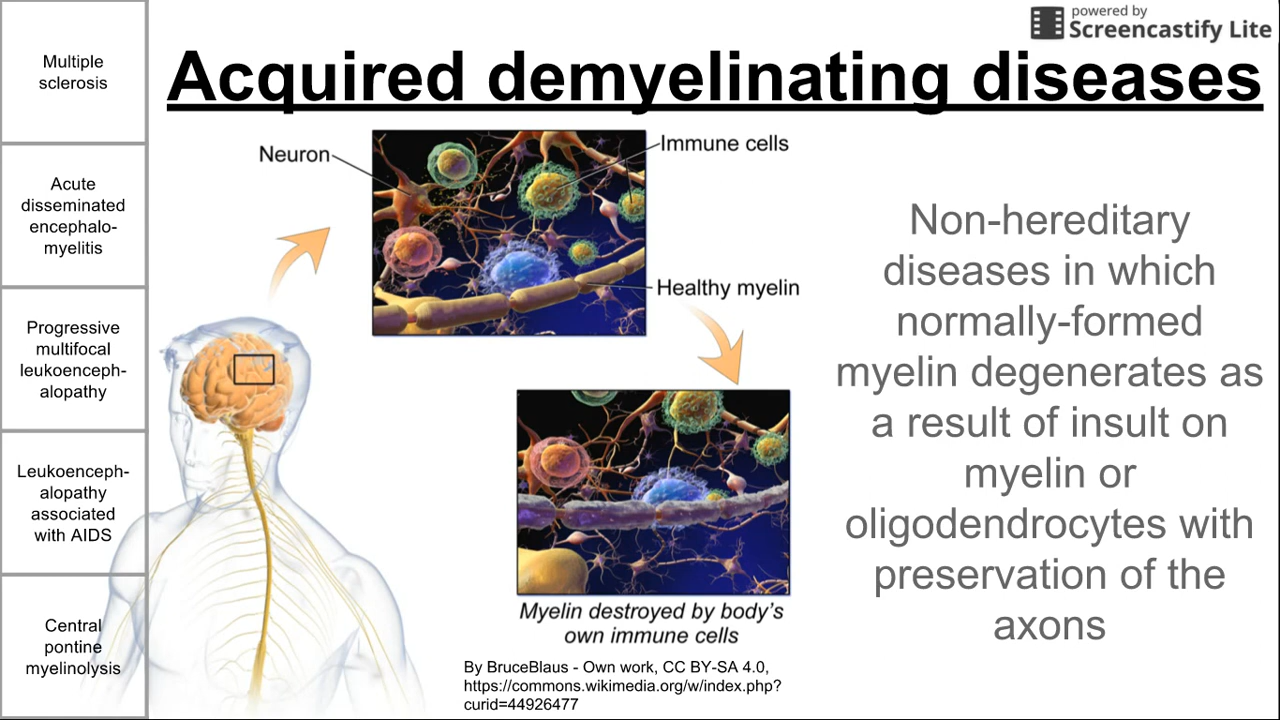 powered by
Screencastify Lite
Acquired demyelinating diseases
Multiple
sclerosis
Acute
disseminated
encephalo-
myelitis
Progressive
multifocal
leukoenceph-
alopathy
Leukoenceph-
alopathy
associated
with AIDS
Central
pontine
myelinolysis
Neuron
Immune cells
Healthy myelin
Myelin destroyed by body's
own immune cells
By BruceBlaus - Own work, CC BY-SA 4.0,
https://commons.wikimedia.org/w/index.php?
curid=44926477
Non-hereditary
diseases in which
normally-formed
myelin degenerates as
a result of insult on
myelin or
oligodendrocytes with
preservation of the
axons